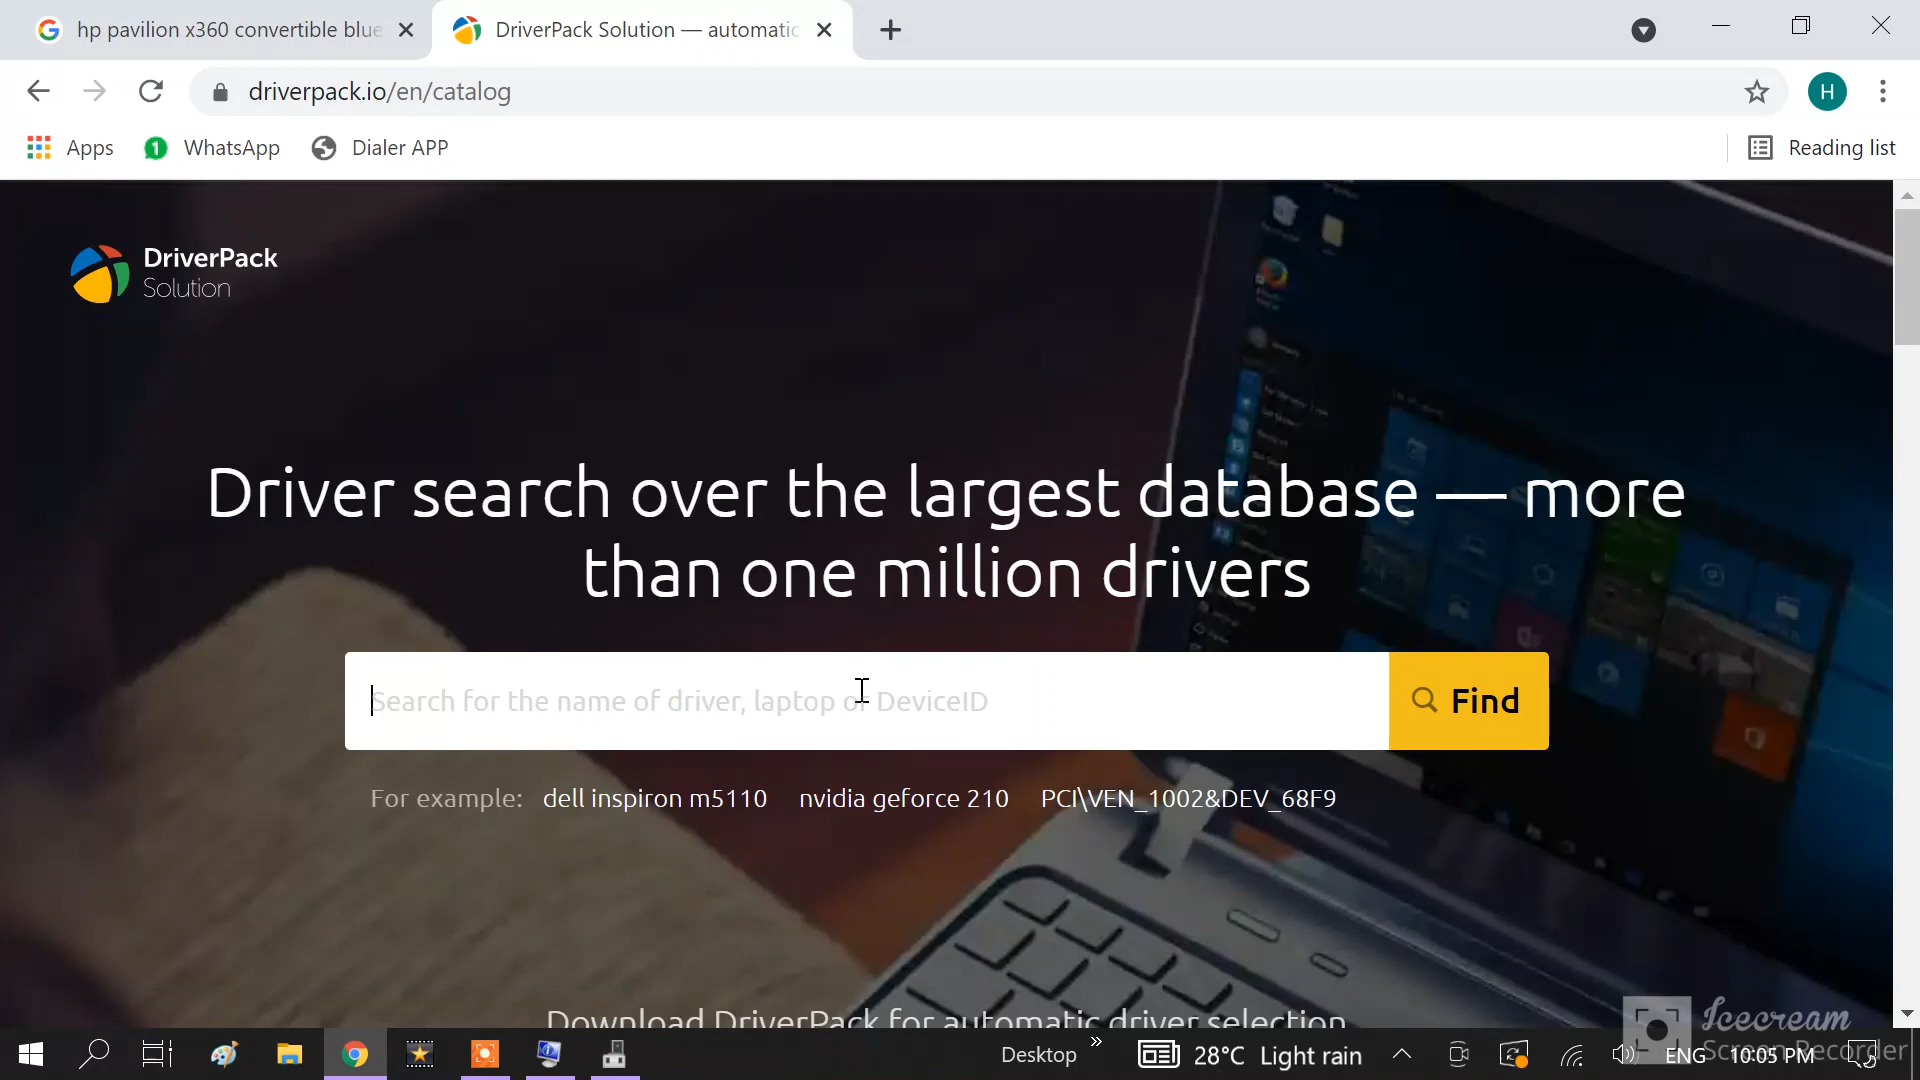 hp pavilion x360 convertible blue
DriverPack Solution — automatic
driverpack.io/en/catalog
H
Apps
1
WhatsApp
Dialer APP
Reading list
DriverPack
Solution
Driver search over the largest database — more
than one million drivers
Search for the name of driver, laptop or DeviceID
Find
For example: dell inspiron m5110 nvidia geforce 210 PCI\VEN_1002&DEV_68F9
Download DriverPack for automatic driver selection
Icecream
Screen Recorder
Desktop
28°C Light rain
ENG
10:05 PM